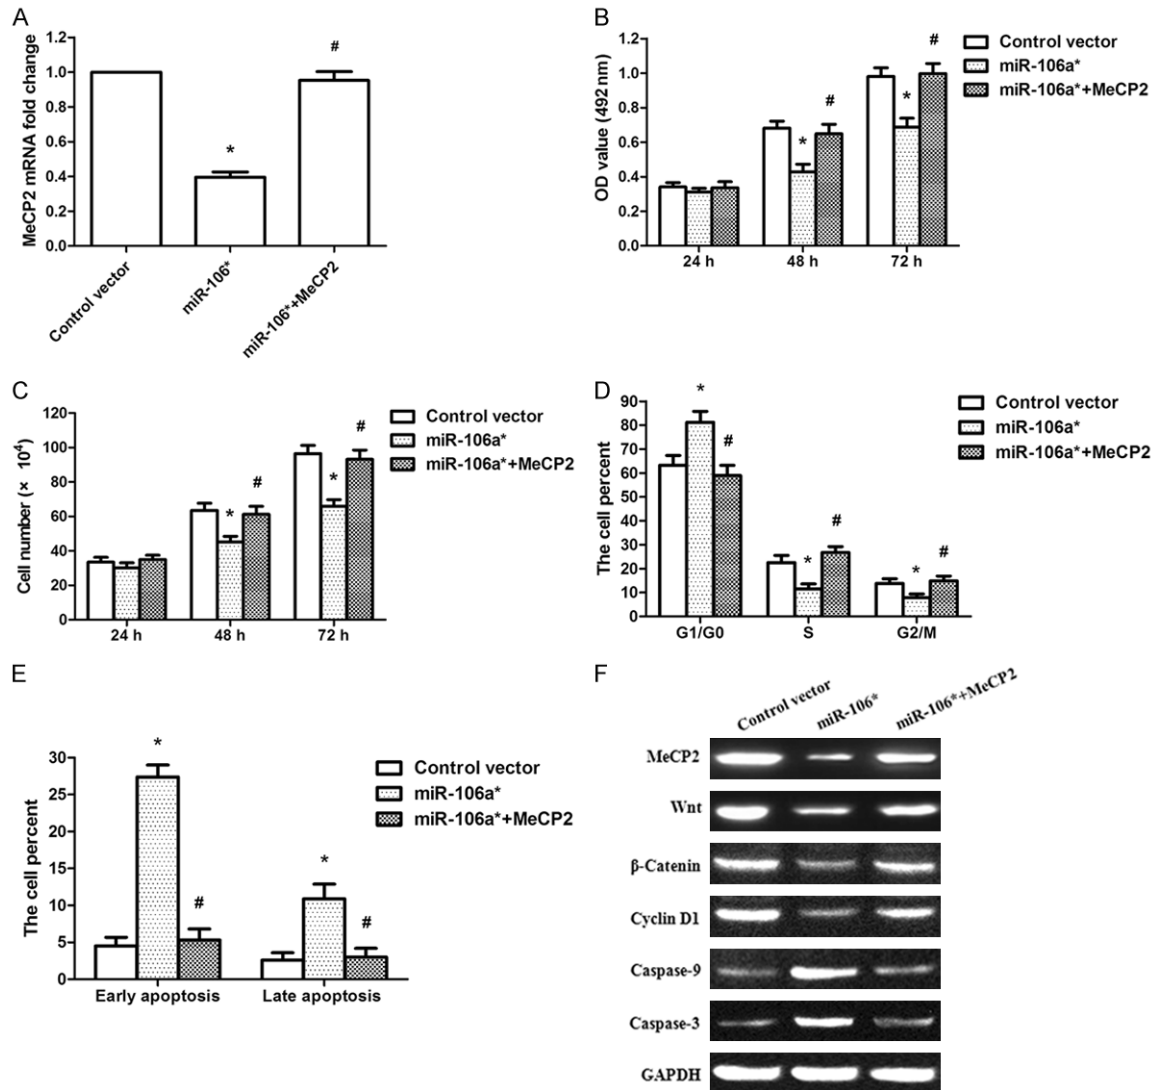 A
MeCP2 mRNA fold change
1.2
1.0
0.8
0.6
0.4
0.2
0.0
*
#
Control vector
miR-106*
miR-106*+MeCP2
B
OD value (492 nm)
1.2
1.0
0.8
0.6
0.4
0.2
0.0
*
#
*
#
24 h
48 h
72 h
Control vector
miR-106a*
miR-106a*+MeCP2
C
Cell number (× 10⁴)
120
100
80
60
40
20
0
*
#
*
#
24 h
48 h
72 h
Control vector
miR-106a*
miR-106a*+MeCP2
D
The cell percent
90
80
70
60
50
40
30
20
10
0
*
#
*
#
*
#
G1/G0
S
G2/M
Control vector
miR-106a*
miR-106a*+MeCP2
E
The cell percent
30
25
20
15
10
5
0
*
#
*
#
Early apoptosis
Late apoptosis
Control vector
miR-106a*
miR-106a*+MeCP2
F
Control vector
miR-106*
miR-106*+MeCP2
MeCP2
Wnt
β-Catenin
Cyclin D1
Caspase-9
Caspase-3
GAPDH